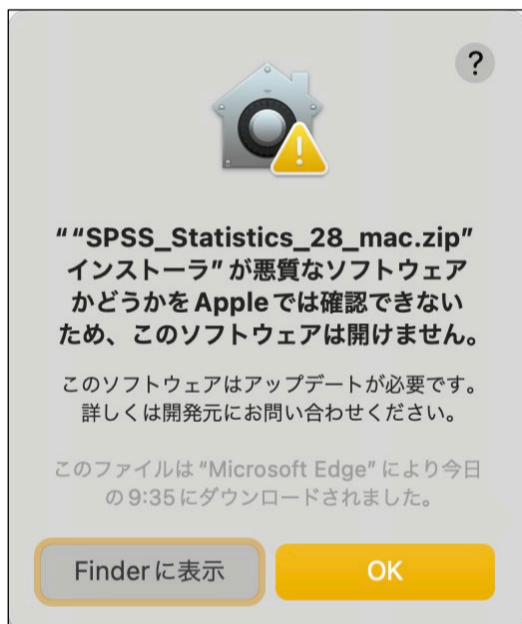 ?
““SPSS_Statistics_28_mac.zip”
インストーラ”が悪質なソフトウェア
かどうかをAppleでは確認できない
ため、このソフトウェアは開けません。
このソフトウェアはアップデートが必要です。
詳しくは開発元にお問い合わせください。
このファイルは“Microsoft Edge”により今日
の9:35にダウンロードされました。
Finderに表示
OK